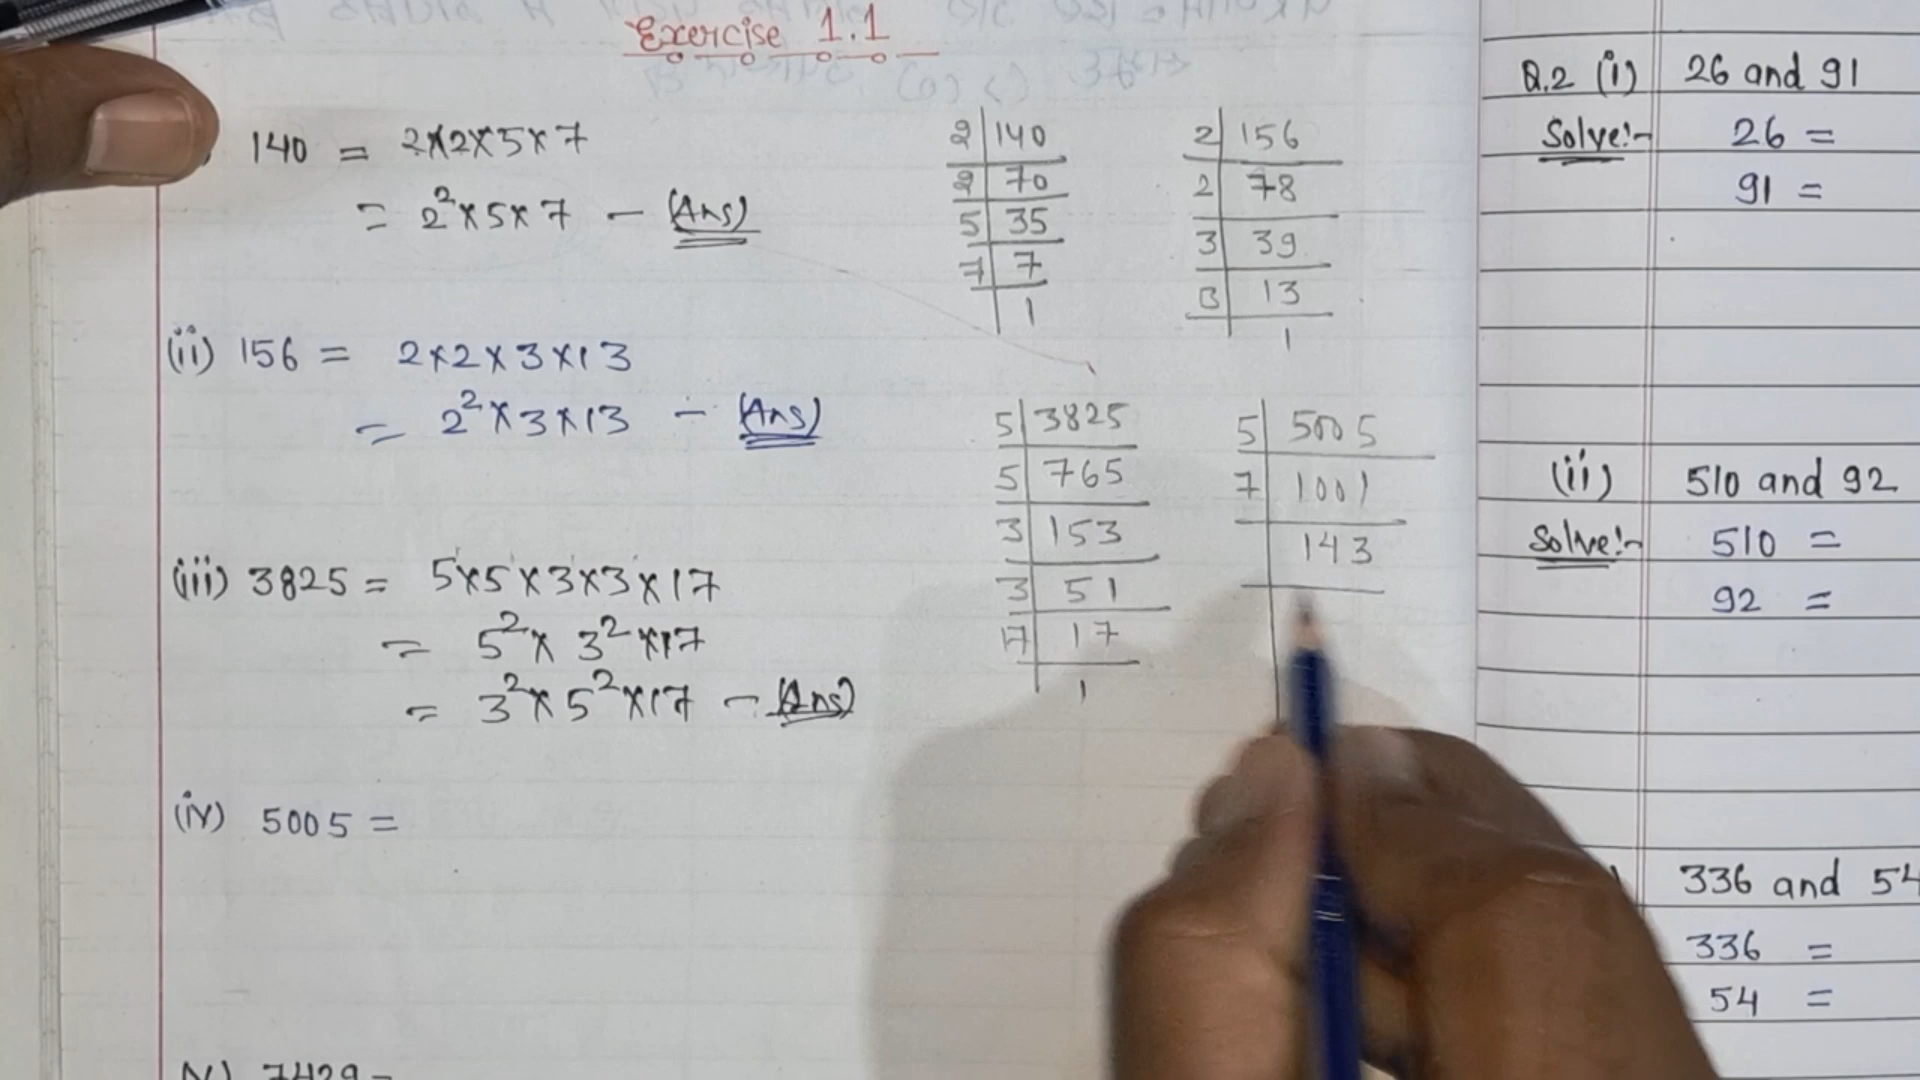 Exercise 1.1
140 = 2×2×5×7
= 2²×5×7 — (Ans)
2 | 140
2 | 70
5 | 35
7 | 7
1
2 | 156
2 | 78
3 | 39
13 | 13
1
(ii) 156 = 2×2×3×13
= 2²×3×13 — (Ans)
(iii) 3825 = 5×5×3×3×17
= 5²× 3²×17
= 3²×5²×17 — (Ans)
5 | 3825
5 | 765
3 | 153
3 | 51
17 | 17
1
5 | 5005
7 | 1001
143
(iv) 5005 =
(v) 7429 =
Q.2 (i) 26 and 91
Solve:- 26 =
91 =
(ii) 510 and 92
Solve:- 510 =
92 =
336 and 54
336 =
54 =